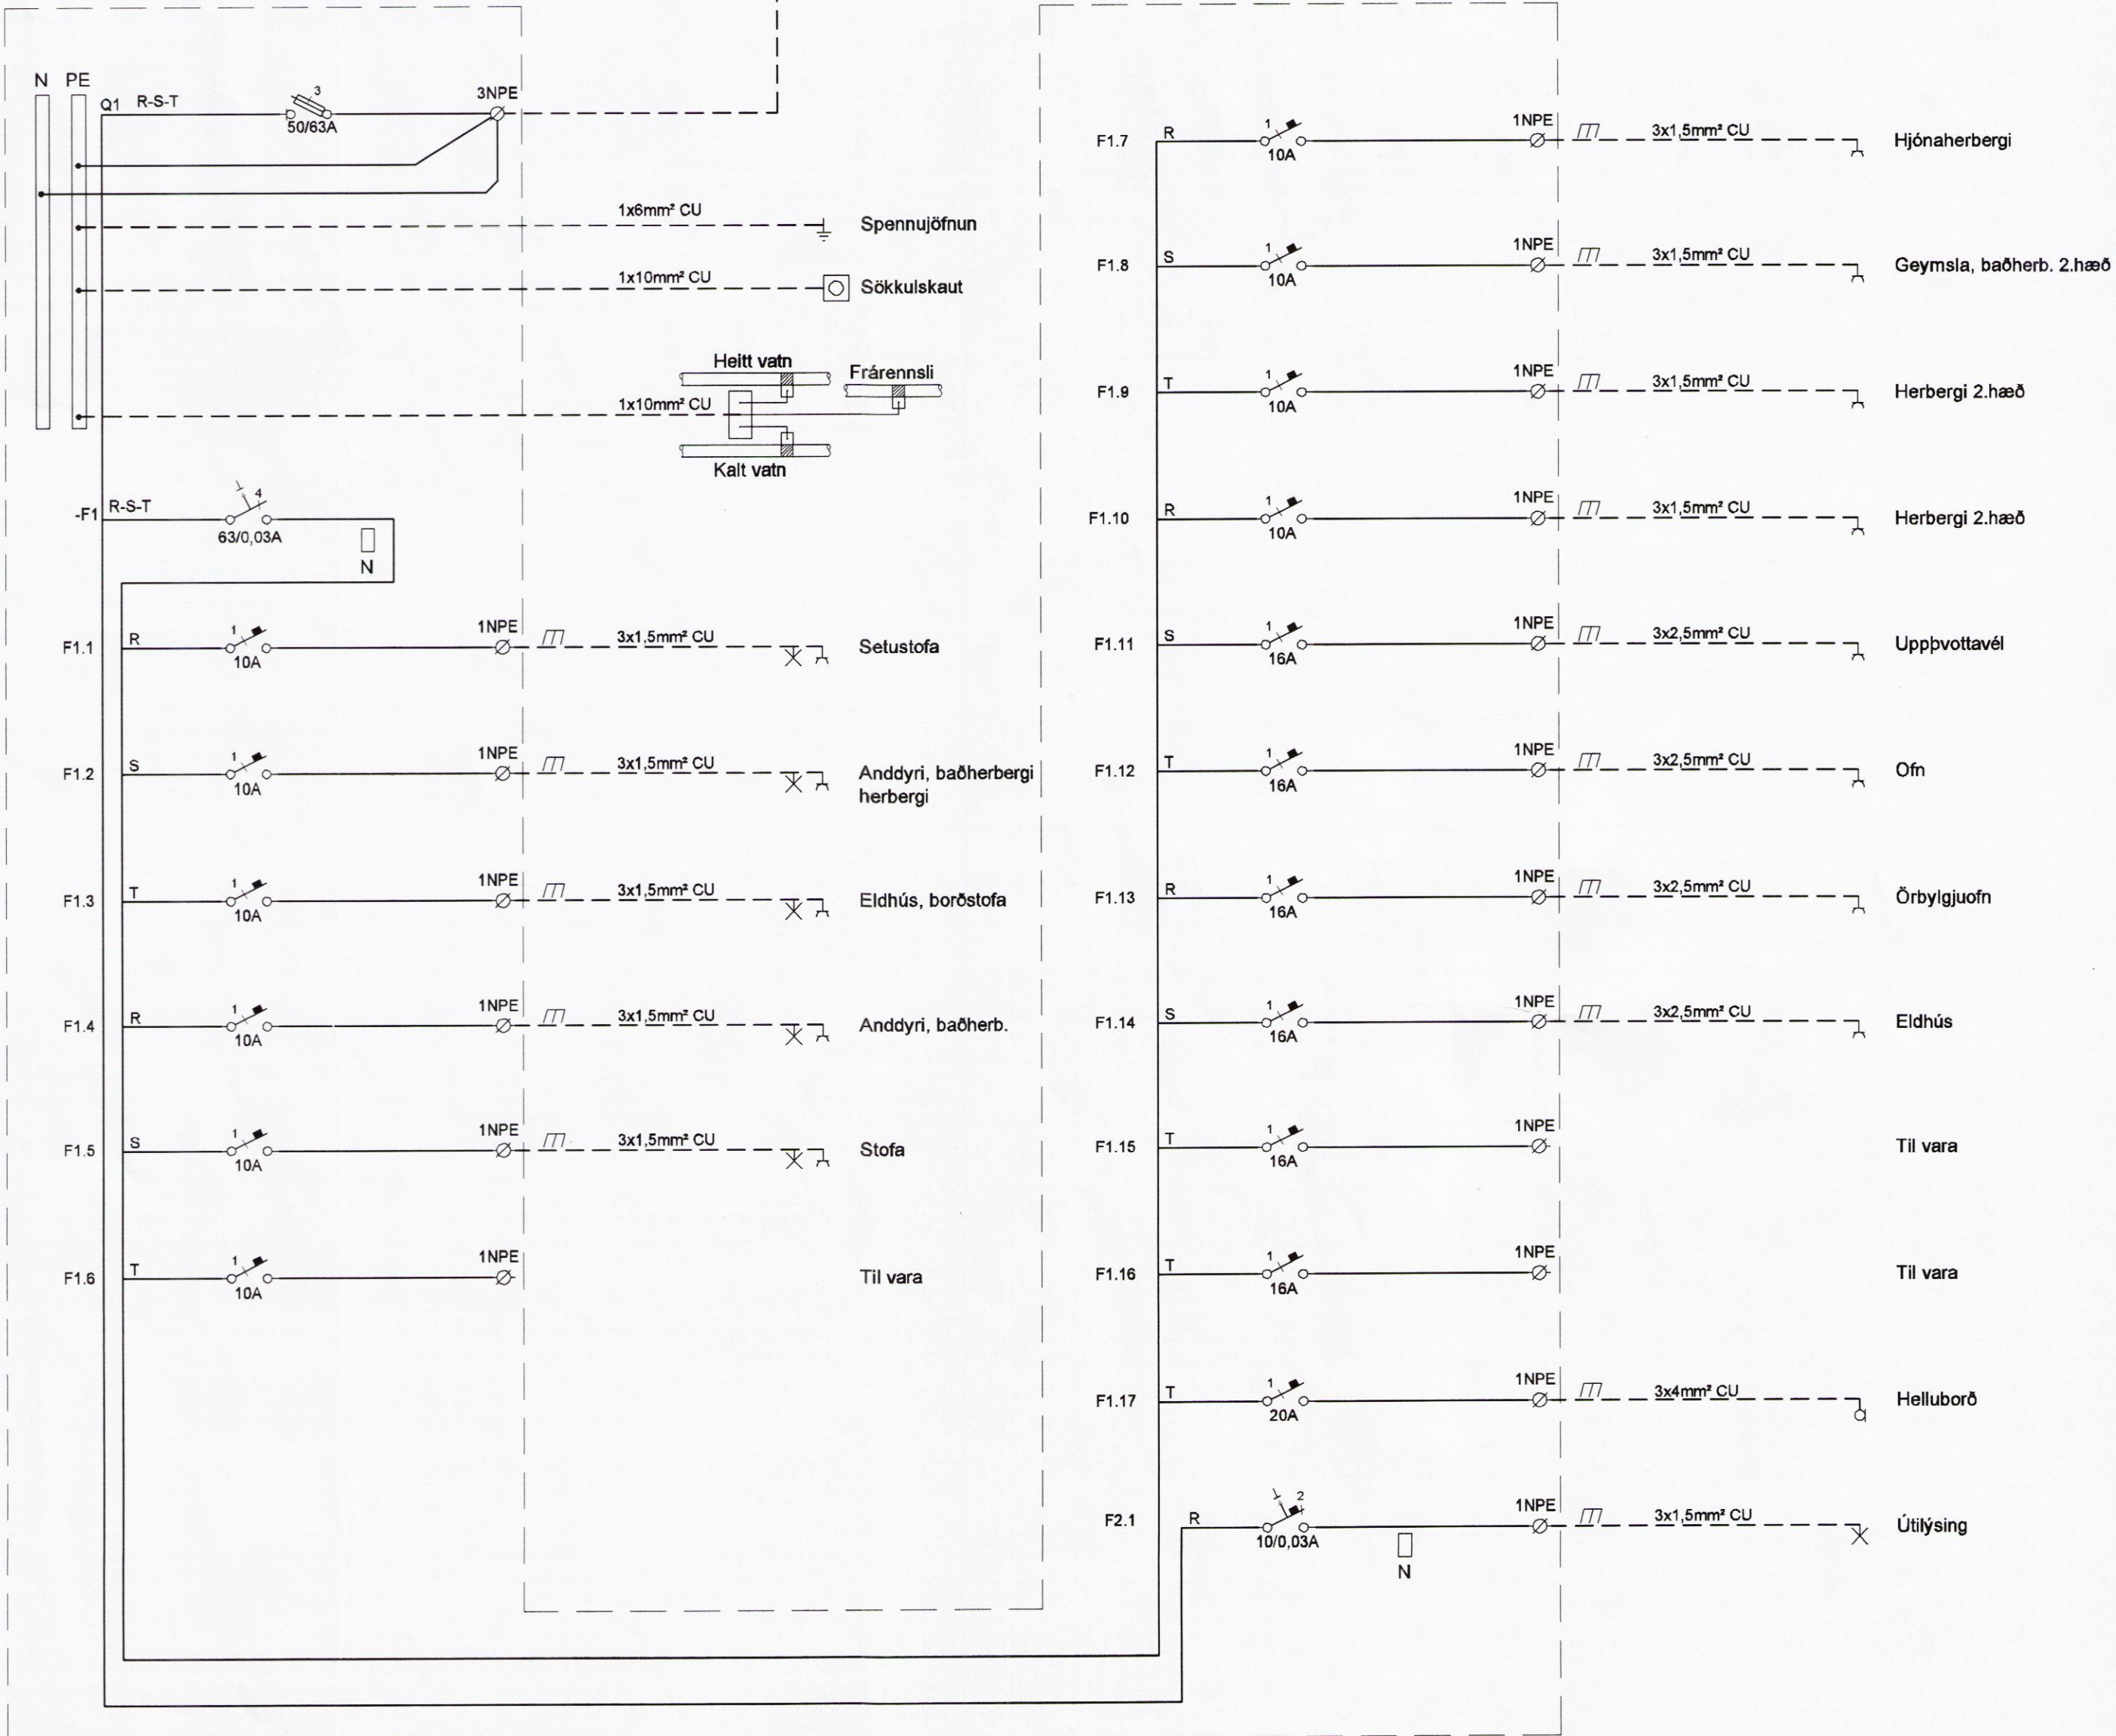 N PE
Q1 R-S-T 3 50/63A 3NPE
1x6mm² CU Spennujöfnun
1x10mm² CU Sökkulskaut
Heitt vatn
Frárennsli
1x10mm² CU
Kalt vatn
-F1 R-S-T 4 63/0,03A
N
F1.1 R 1 10A 1NPE 3x1,5mm² CU Setustofa
F1.2 S 1 10A 1NPE 3x1,5mm² CU Anddyri, baðherbergi
herbergi
F1.3 T 1 10A 1NPE 3x1,5mm² CU Eldhús, borðstofa
F1.4 R 1 10A 1NPE 3x1,5mm² CU Anddyri, baðherb.
F1.5 S 1 10A 1NPE 3x1,5mm² CU Stofa
F1.6 T 1 10A 1NPE Til vara
F1.7 R 1 10A 1NPE 3x1,5mm² CU Hjónaherbergi
F1.8 S 1 10A 1NPE 3x1,5mm² CU Geymsla, baðherb. 2.hæð
F1.9 T 1 10A 1NPE 3x1,5mm² CU Herbergi 2.hæð
F1.10 R 1 10A 1NPE 3x1,5mm² CU Herbergi 2.hæð
F1.11 S 1 16A 1NPE 3x2,5mm² CU Uppþvottavél
F1.12 T 1 16A 1NPE 3x2,5mm² CU Ofn
F1.13 R 1 16A 1NPE 3x2,5mm² CU Örbylgjuofn
F1.14 S 1 16A 1NPE 3x2,5mm² CU Eldhús
F1.15 T 1 16A 1NPE Til vara
F1.16 T 1 16A 1NPE Til vara
F1.17 T 1 20A 1NPE 3x4mm² CU Helluborð
F2.1 R 2 10/0,03A 1NPE 3x1,5mm² CU Útilýsing
N